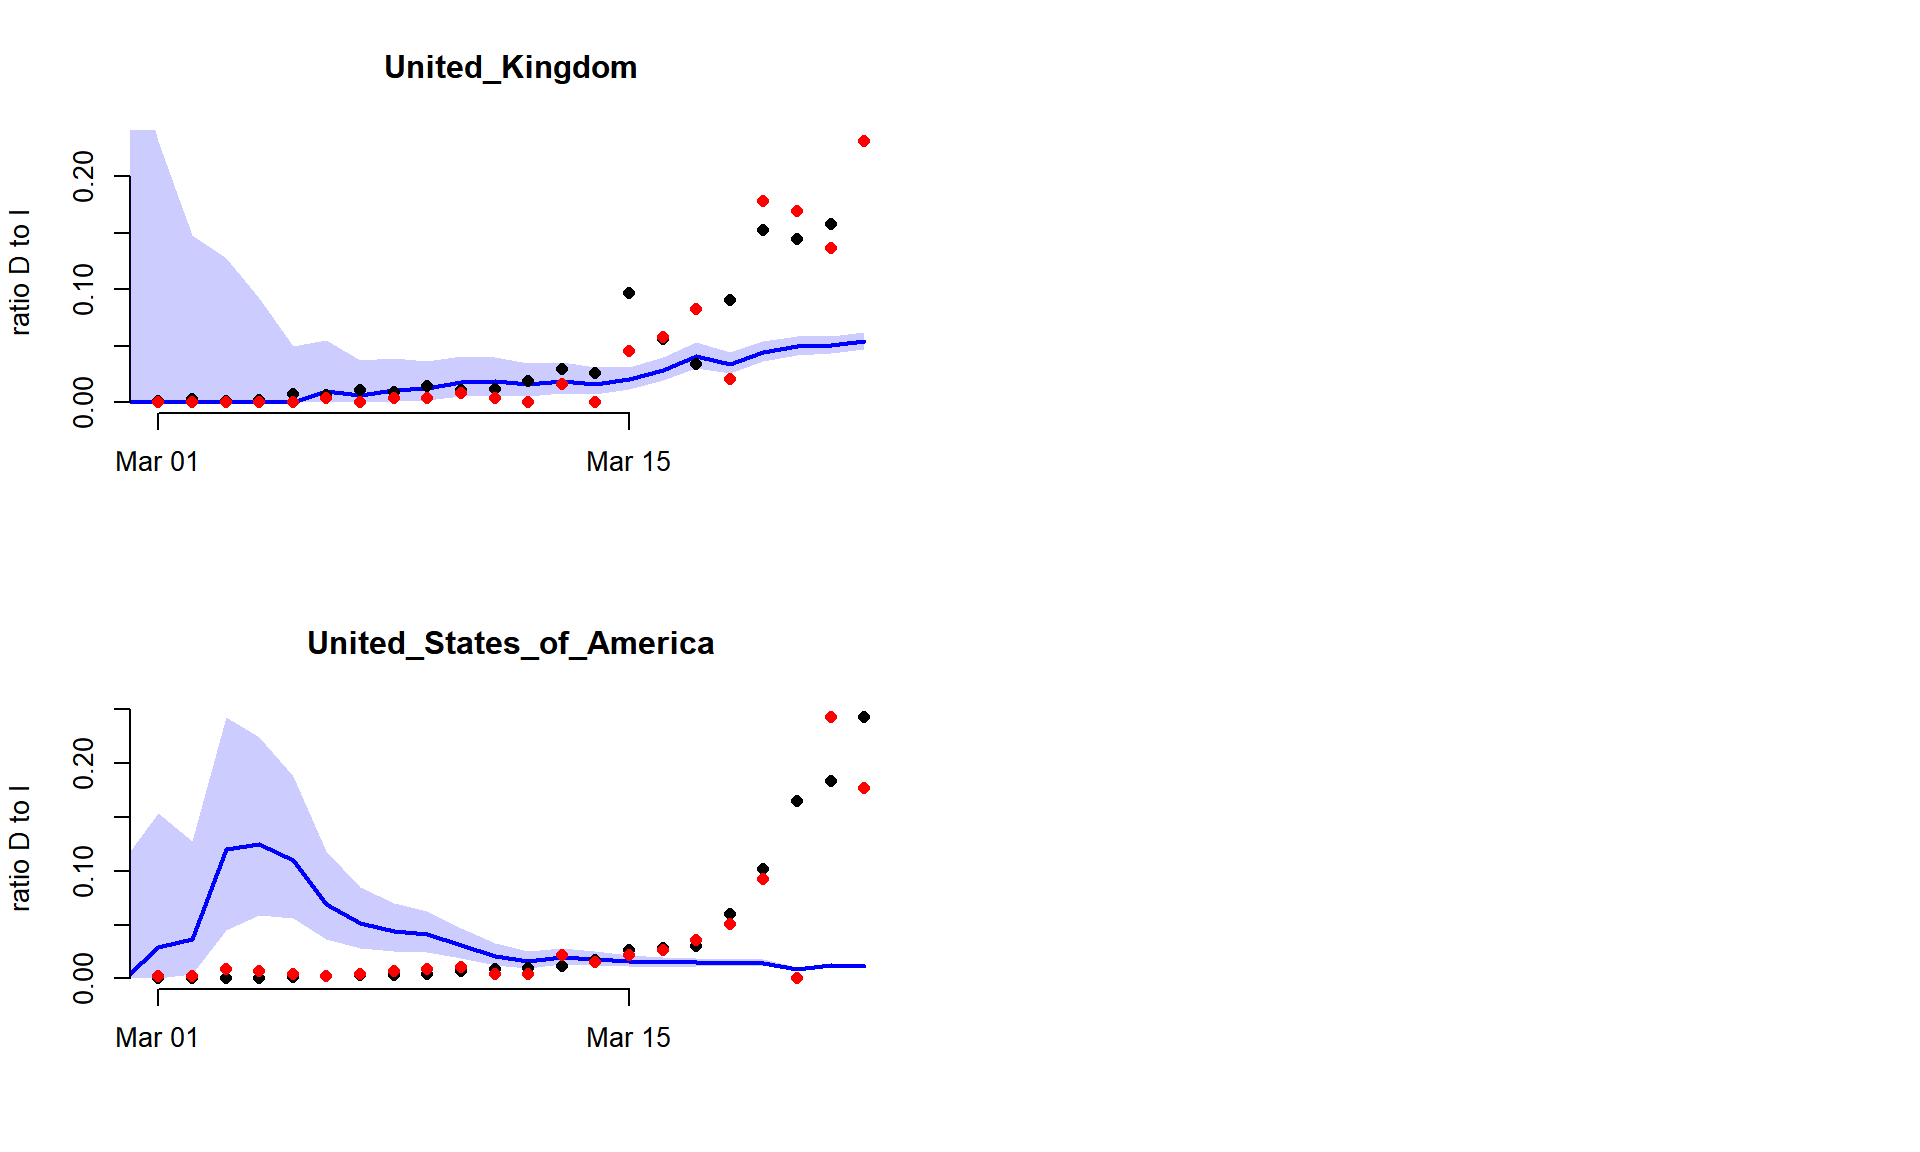 United_Kingdom
ratio D to I
0.20
0.10
0.00
Mar 01 Mar 15
United_States_of_America
ratio D to I
0.20
0.10
0.00
Mar 01 Mar 15